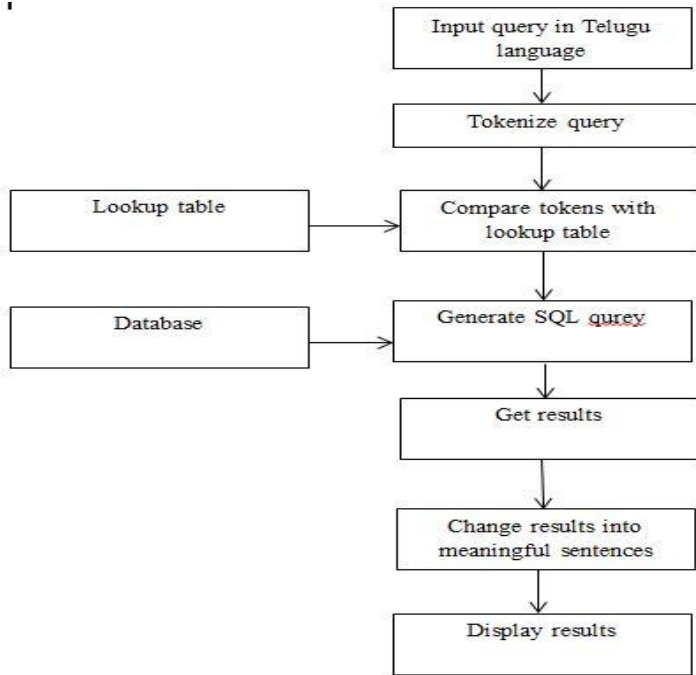 Input query in Telugu
language
Tokenize query
Lookup table
Compare tokens with
lookup table
Database
Generate SQL qurey
Get results
Change results into
meaningful sentences
Display results